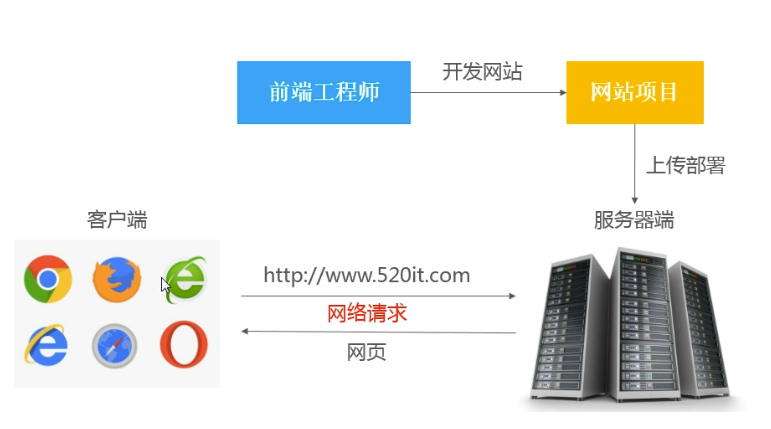 开发网站
前端工程师
网站项目
上传部署
客户端
服务器端
http://www.520it.com
网络请求
网页